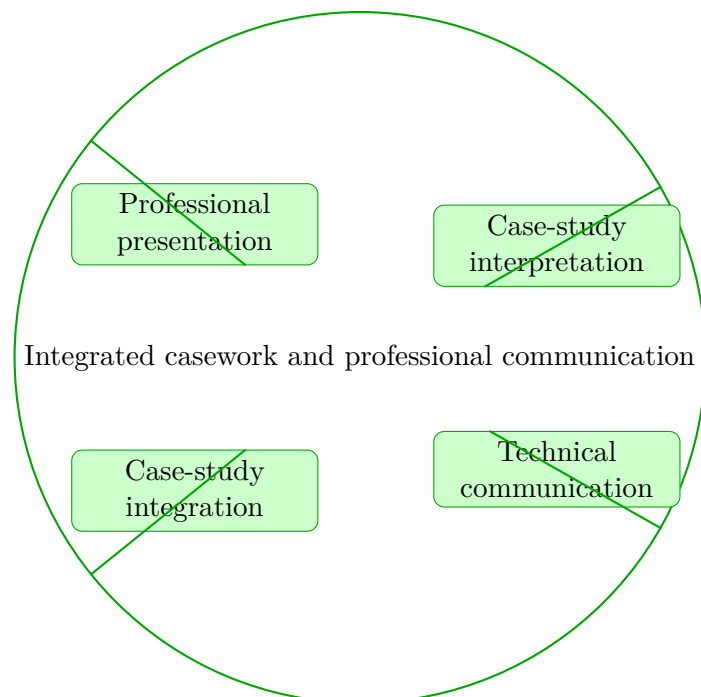 Professional
presentation
Case-study
interpretation
Integrated casework and professional communication
Case-study
integration
Technical
communication